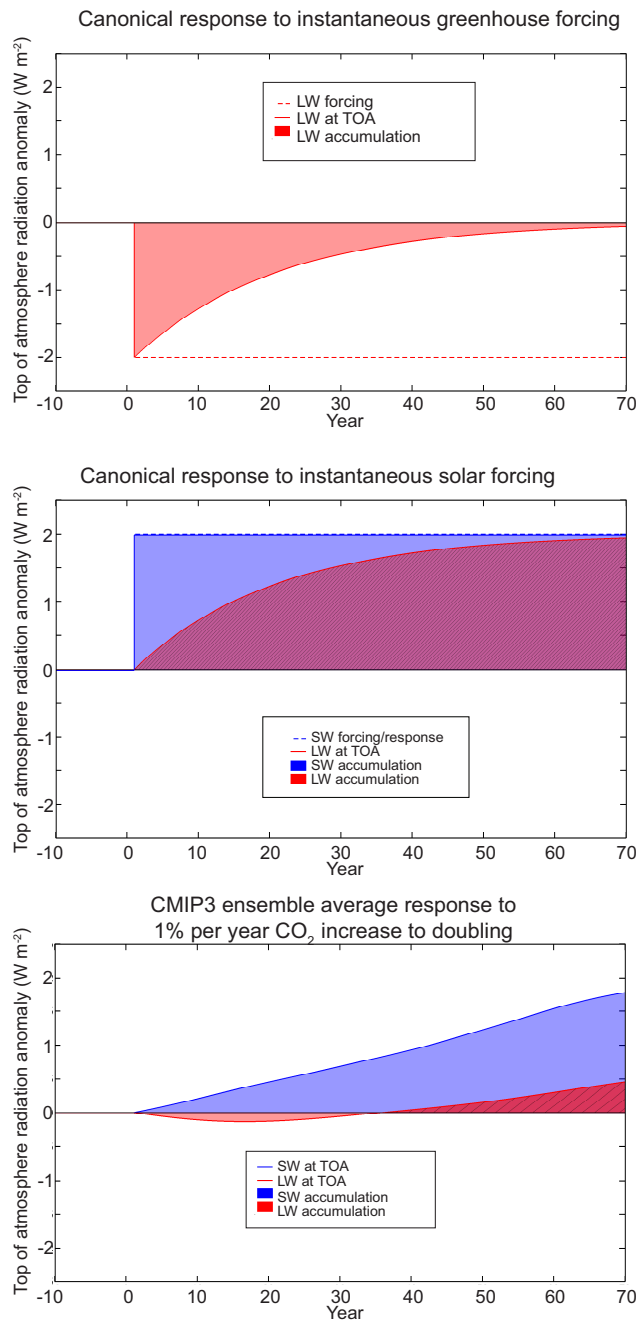 Canonical response to instantaneous greenhouse forcing
Top of atmosphere radiation anomaly (W m⁻²)
2
1
0
-1
-2
LW forcing
LW at TOA
LW accumulation
-10 0 10 20 30 40 50 60 70
Year
Canonical response to instantaneous solar forcing
Top of atmosphere radiation anomaly (W m⁻²)
2
1
0
-1
-2
SW forcing/response
LW at TOA
SW accumulation
LW accumulation
-10 0 10 20 30 40 50 60 70
Year
CMIP3 ensemble average response to
1% per year CO₂ increase to doubling
Top of atmosphere radiation anomaly (W m⁻²)
2
1
0
-1
-2
SW at TOA
LW at TOA
SW accumulation
LW accumulation
-10 0 10 20 30 40 50 60 70
Year